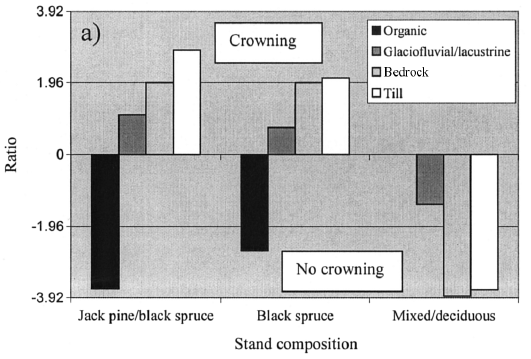 3.92
a)
Crowning
Organic
Glaciofluvial/lacustrine
Bedrock
Till
1.96
0
Ratio
-1.96
No crowning
-3.92
Jack pine/black spruce
Black spruce
Mixed/deciduous
Stand composition